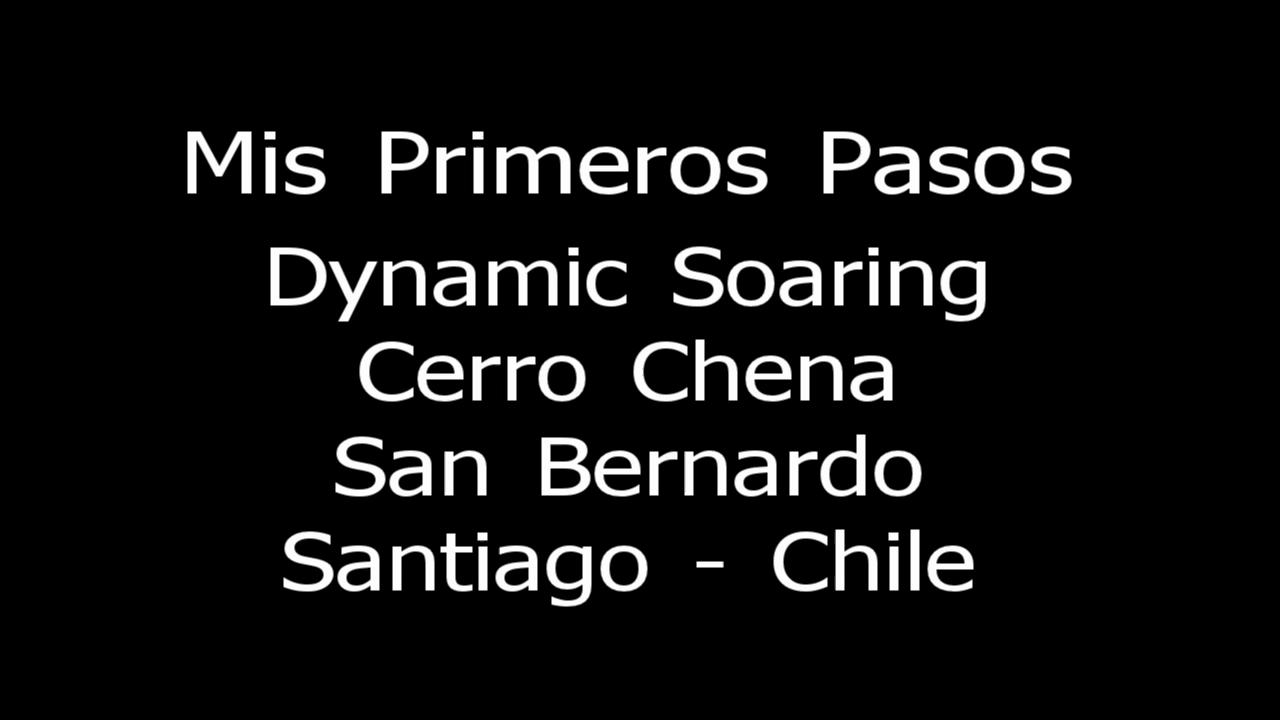 Mis Primeros Pasos
Dynamic Soaring
Cerro Chena
San Bernardo
Santiago - Chile